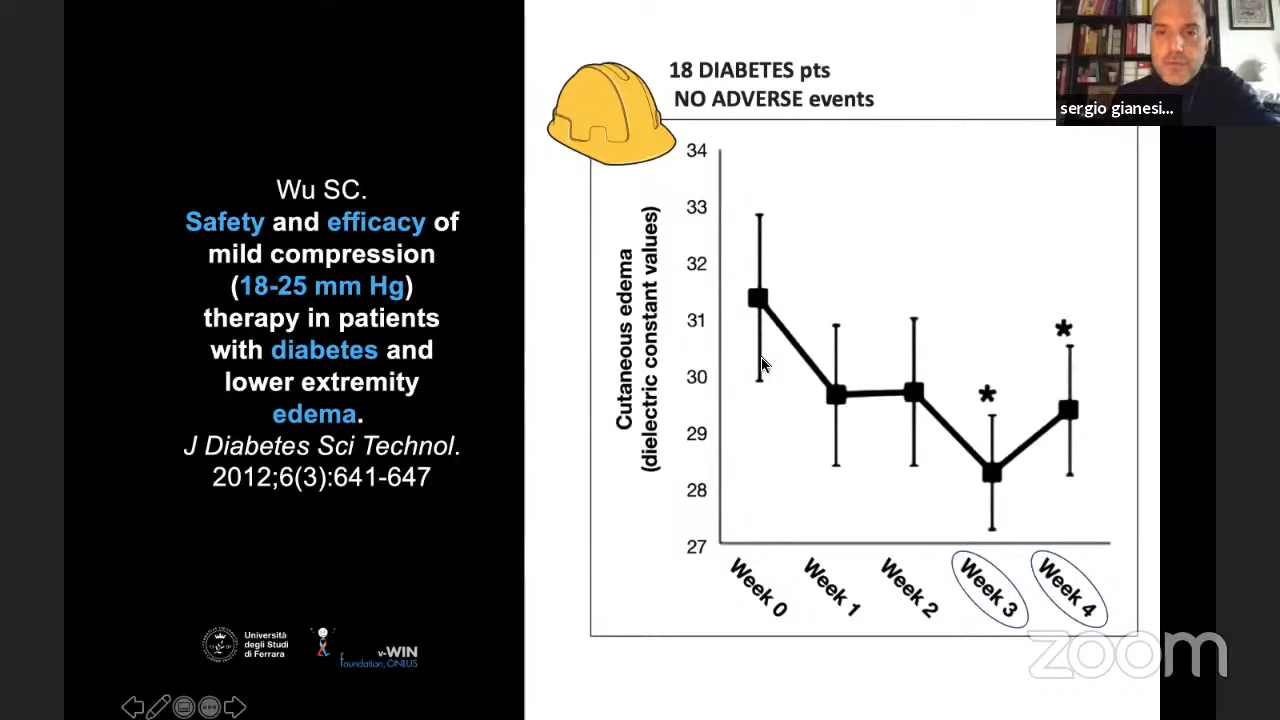 Wu SC.
Safety and efficacy of
mild compression
(18-25 mm Hg)
therapy in patients
with diabetes and
lower extremity
edema.
J Diabetes Sci Technol.
2012;6(3):641-647
Università
degli Studi
di Ferrara
v-WIN
foundation, ONLUS
18 DIABETES pts
NO ADVERSE events
sergio gianesi...
Cutaneous edema
(dielectric constant values)
34
33
32
31
30
29
28
27
*
*
Week 0
Week 1
Week 2
Week 3
Week 4
zoom